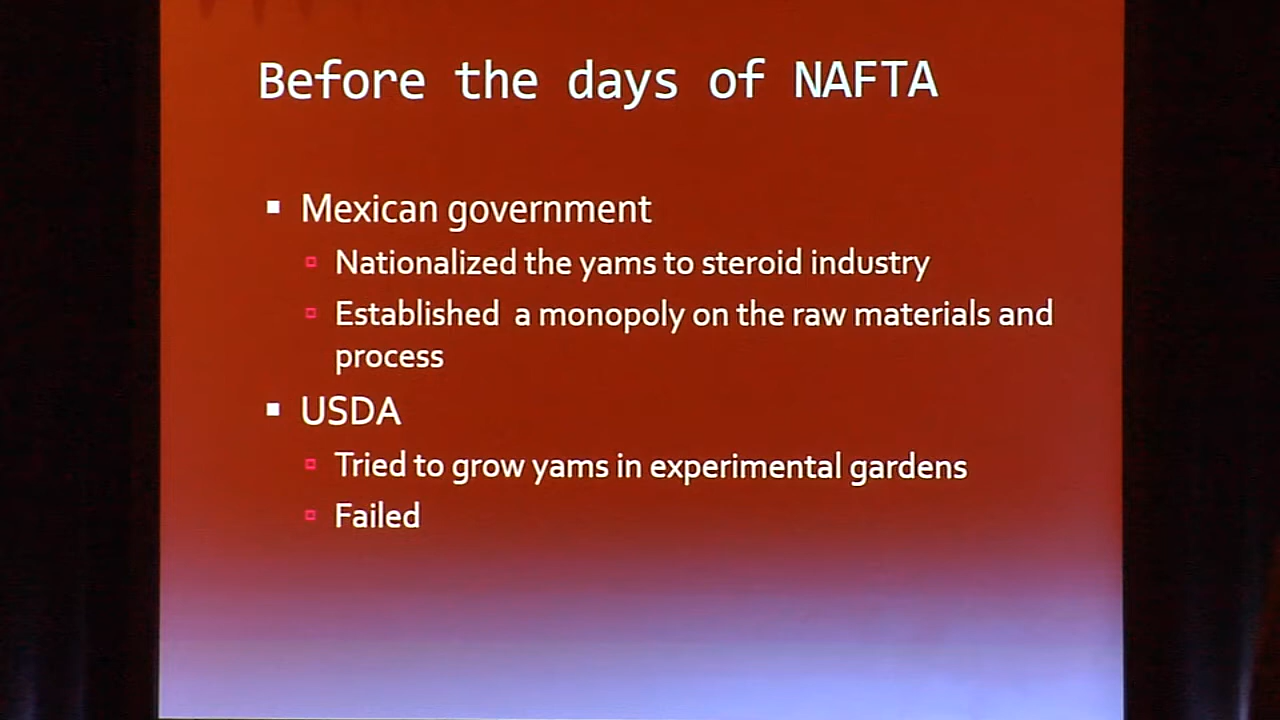 Before the days of NAFTA
Mexican government
Nationalized the yams to steroid industry
Established a monopoly on the raw materials and
process
USDA
Tried to grow yams in experimental gardens
Failed